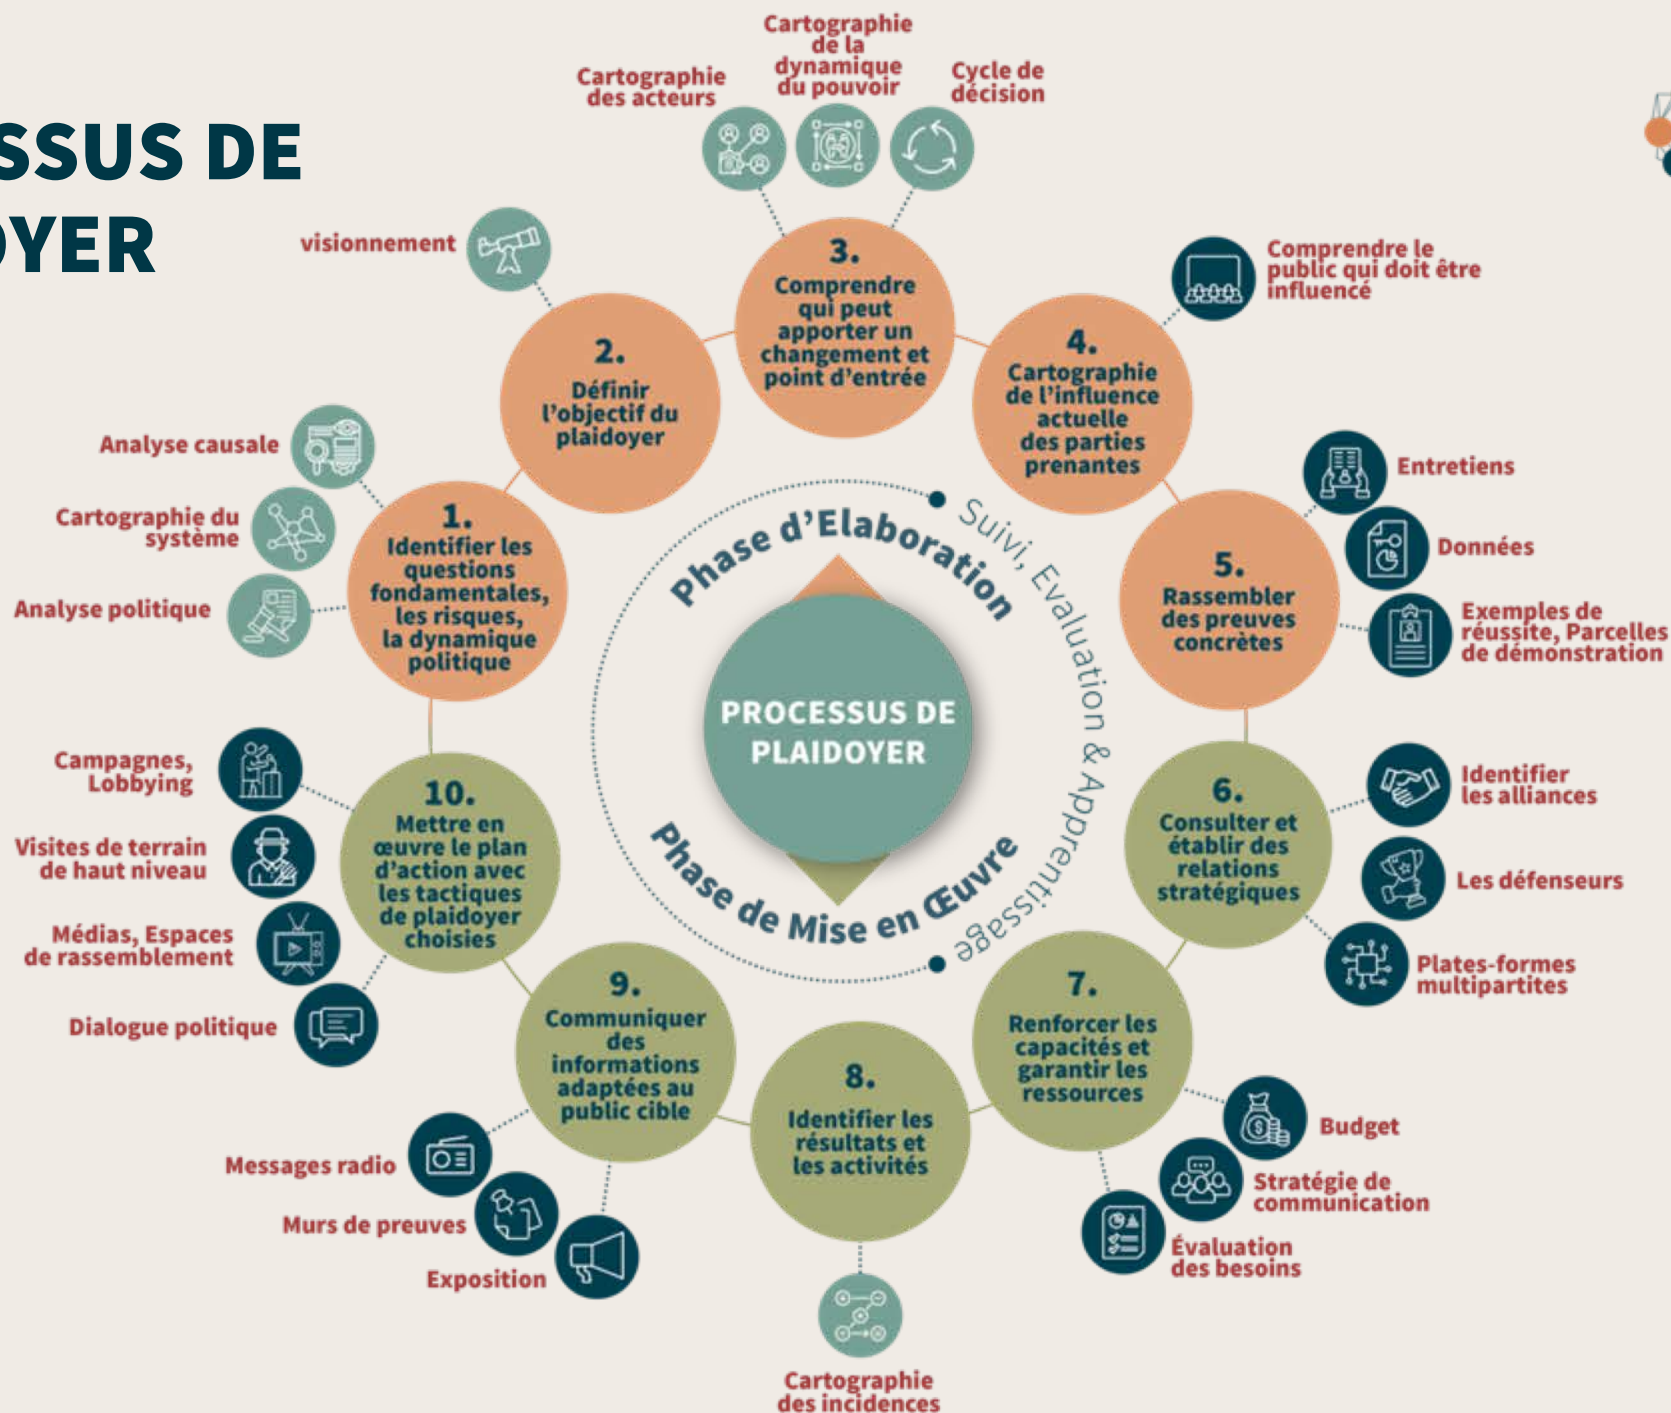 SSUS DE
OYER
Cartographie
des acteurs
Cartographie
de la
dynamique
du pouvoir
Cycle de
décision
visionnement
Comprendre le
public qui doit être
influencé
3.
Comprendre
qui peut
apporter un
changement et
point d'entrée
2.
Définir
l'objectif du
plaidoyer
4.
Cartographie
de l'influence
actuelle
des parties
prenantes
Analyse causale
Cartographie du
système
Analyse politique
1.
Identifier les
questions
fondamentales,
les risques,
la dynamique
politique
5.
Rassembler
des preuves
concrètes
Entretiens
Données
Exemples de
réussite, Parcelles
de démonstration
Phase d'Elaboration
Suivi, Evaluation & Apprentissage
PROCESSUS DE
PLAIDOYER
Phase de Mise en Œuvre
6.
Consulter et
établir des
relations
stratégiques
Identifier
les alliances
Les défenseurs
Plates-formes
multipartites
7.
Renforcer les
capacités et
garantir les
ressources
Budget
Stratégie de
communication
Évaluation
des besoins
8.
Identifier les
résultats et
les activités
Cartographie
des incidences
9.
Communiquer
des
informations
adaptées au
public cible
Messages radio
Murs de preuves
Exposition
10.
Mettre en
œuvre le plan
d'action avec
les tactiques
de plaidoyer
choisies
Campagnes,
Lobbying
Visites de terrain
de haut niveau
Médias, Espaces
de rassemblement
Dialogue politique